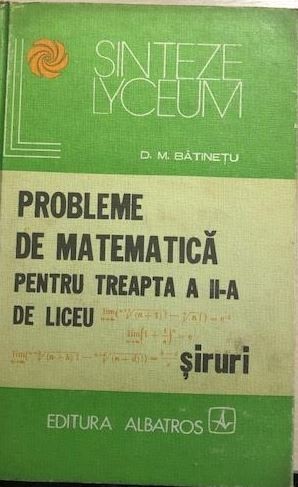 SINTEZE
LYCEUM
D. M. BĂTINEȚU
PROBLEME
DE MATEMATICĂ
PENTRU TREAPTA A II-A
DE LICEU
șiruri
EDITURA ALBATROS